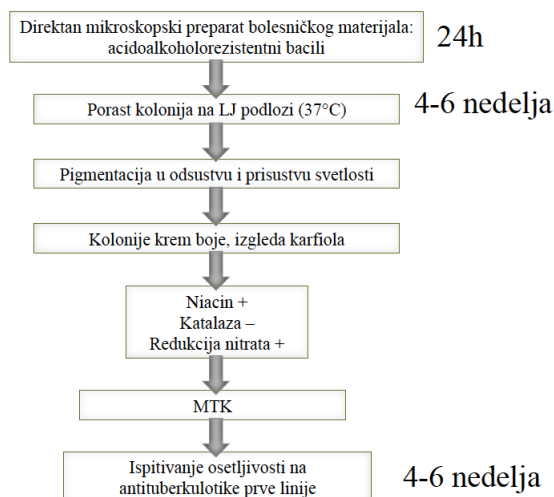 Direktan mikroskopski preparat bolesničkog materijala:
acidoalkoholorezistentni bacili
24h
Porast kolonija na LJ podlozi (37°C)
4-6 nedelja
Pigmentacija u odsustvu i prisustvu svetlosti
Kolonije krem boje, izgleda karfiola
Niacin +
Katalaza –
Redukcija nitrata +
MTK
Ispitivanje osetljivosti na
antituberkulotike prve linije
4-6 nedelja